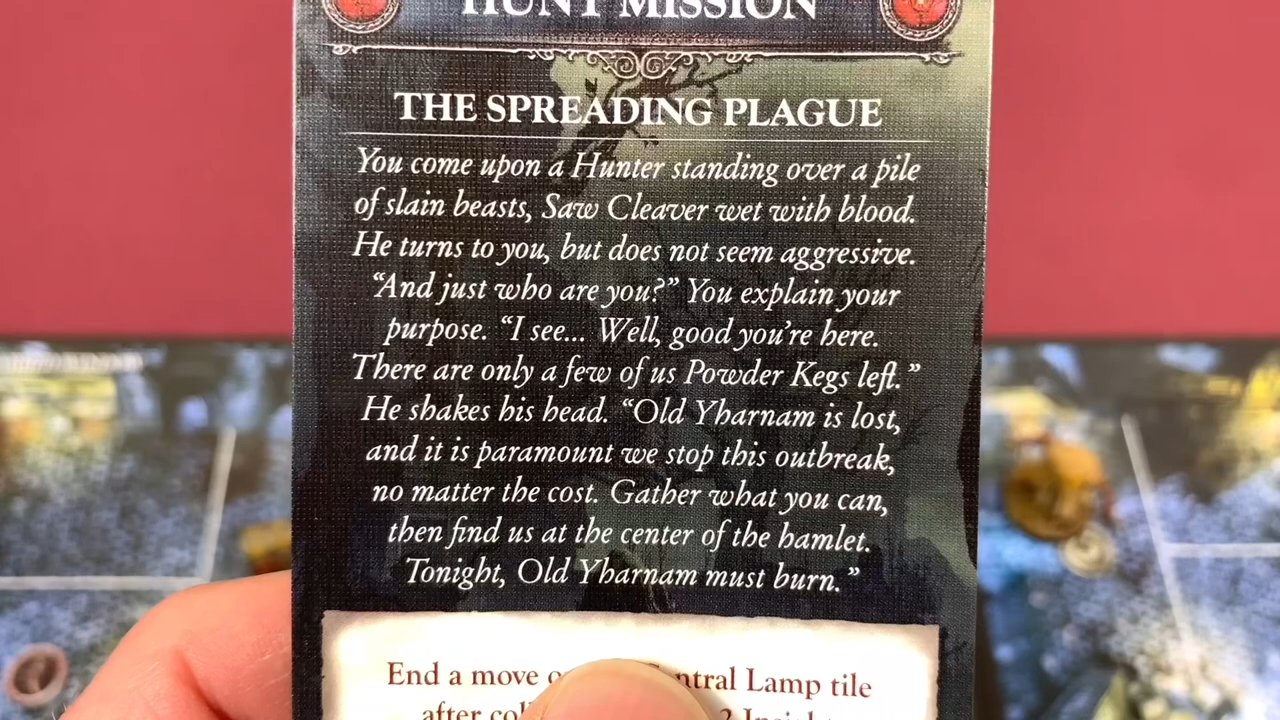 HUNT MISSION
THE SPREADING PLAGUE
You come upon a Hunter standing over a pile
of slain beasts, Saw Cleaver wet with blood.
He turns to you, but does not seem aggressive.
“And just who are you?” You explain your
purpose. “I see... Well, good you’re here.
There are only a few of us Powder Kegs left.”
He shakes his head. “Old Yharnam is lost,
and it is paramount we stop this outbreak,
no matter the cost. Gather what you can,
then find us at the center of the hamlet.
Tonight, Old Yharnam must burn.”
End a move Lamp tile
after 2 Insight